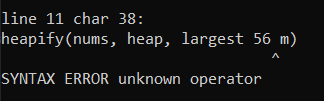 line 11 char 38:
heapify(nums, heap, largest 56 m)
^
SYNTAX ERROR unknown operator